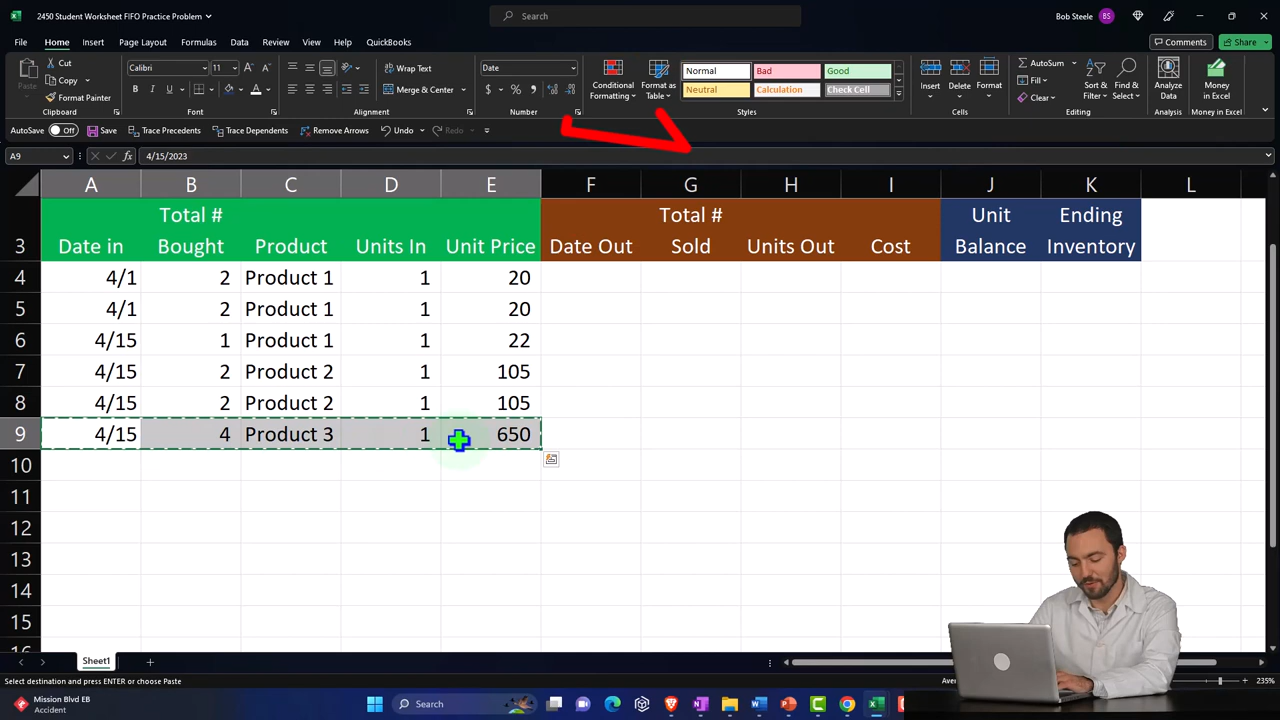 2450 Student Worksheet FIFO Practice Problem
Search
Bob Steele
BS
File
Home
Insert
Page Layout
Formulas
Data
Review
View
Help
QuickBooks
Comments
Share
Paste
Cut
Copy
Format Painter
Clipboard
Calibri
11
B
I
U
A
Font
Wrap Text
Merge & Center
Alignment
Date
$
%
Number
Conditional
Formatting
Format as
Table
Normal
Bad
Good
Neutral
Calculation
Check Cell
Styles
Insert
Delete
Format
Cells
AutoSum
Fill
Clear
Sort &
Filter
Find &
Select
Editing
Analyze
Data
Analysis
Money
in Excel
Money in Excel
AutoSave Off
Save
Trace Precedents
Trace Dependents
Remove Arrows
Undo
Redo
A9
fx
4/15/2023
A B C D E F G H I J K L
3 Date in Total # Bought Product Units In Unit Price Date Out Total # Sold Units Out Cost Unit Balance Ending Inventory
4 4/1 2 Product 1 1 20
5 4/1 2 Product 1 1 20
6 4/15 1 Product 1 1 22
7 4/15 2 Product 2 1 105
8 4/15 2 Product 2 1 105
9 4/15 4 Product 3 1 650
10
11
12
13
14
15
Sheet1
Select destination and press ENTER or choose Paste
235%
Mission Blvd EB
Accident
Search